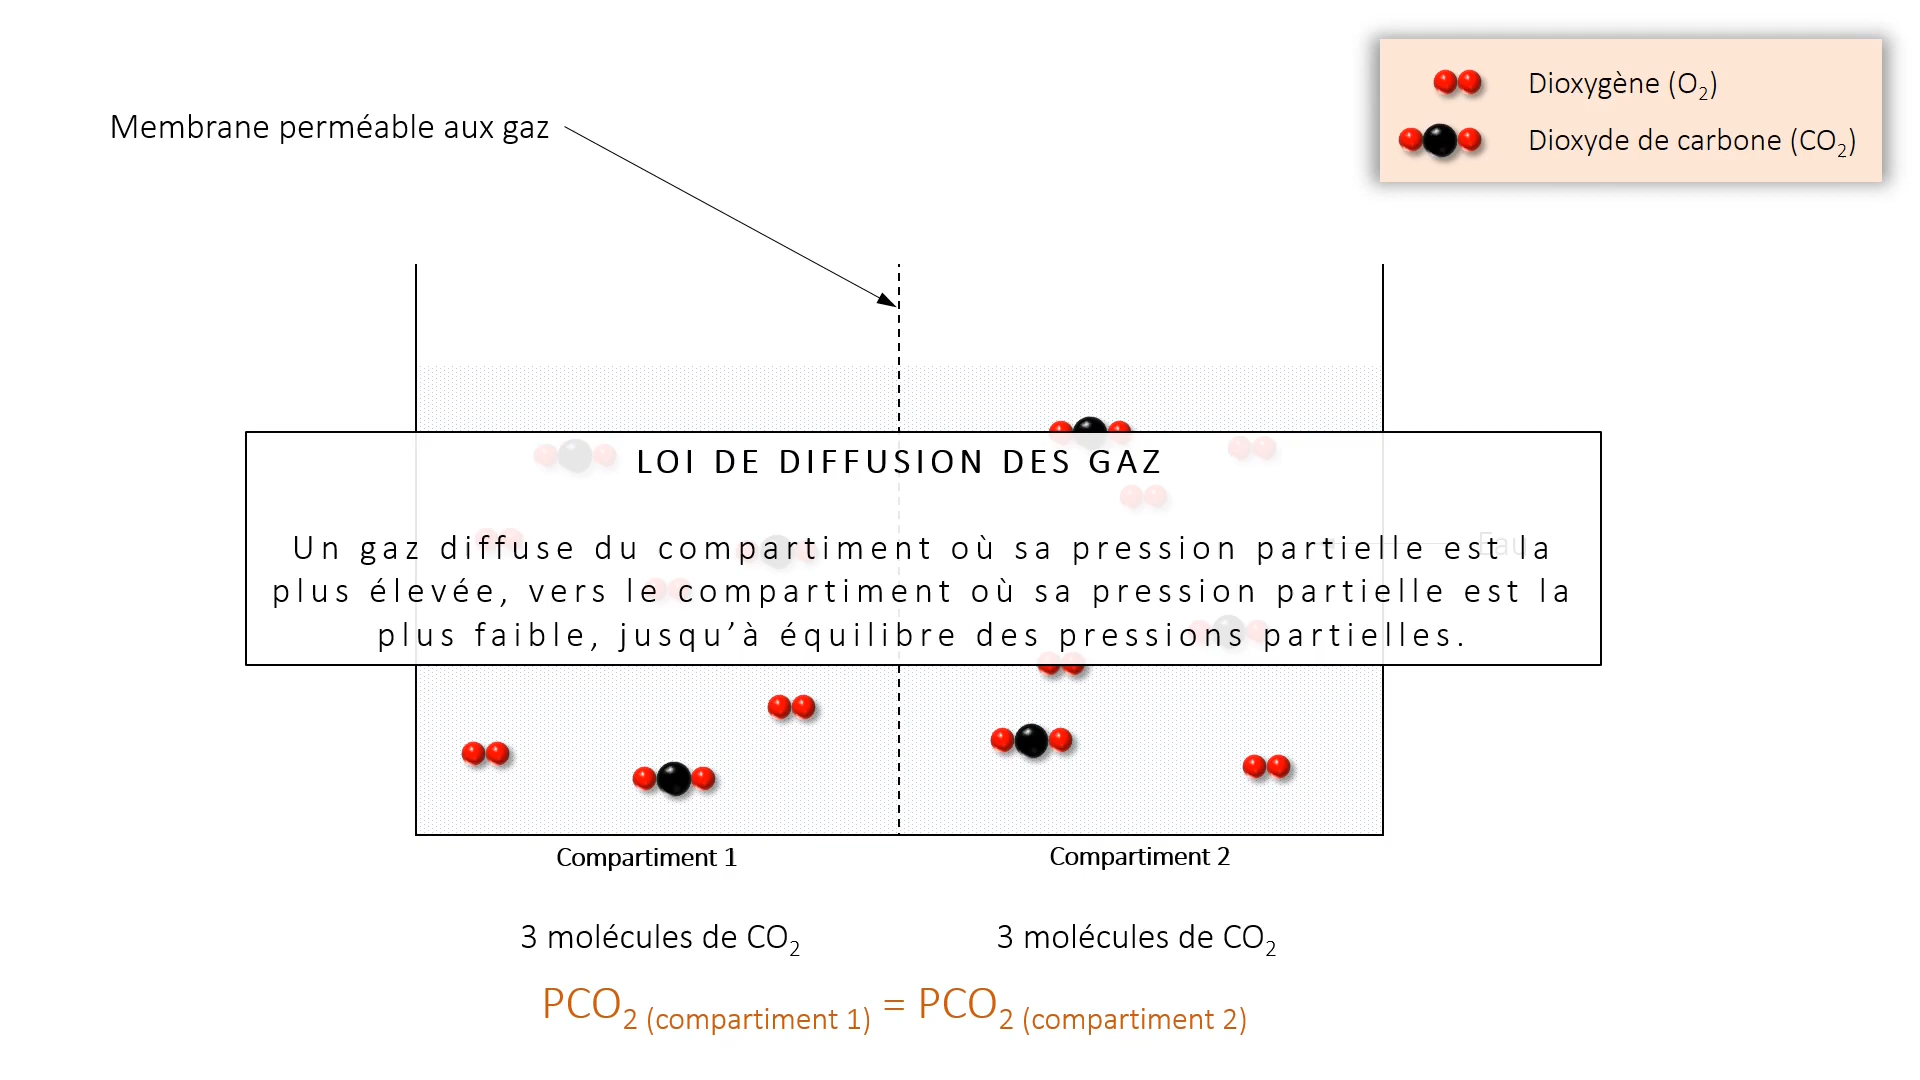 Dioxygène (O₂)
Membrane perméable aux gaz
Dioxyde de carbone (CO₂)
LOI DE DIFFUSION DES GAZ
Un gaz diffuse du compartiment où sa pression partielle est la
plus élevée, vers le compartiment où sa pression partielle est la
plus faible, jusqu’à équilibre des pressions partielles.
Eau
Compartiment 1
Compartiment 2
3 molécules de CO₂
3 molécules de CO₂
PCO₂ (compartiment 1) = PCO₂ (compartiment 2)